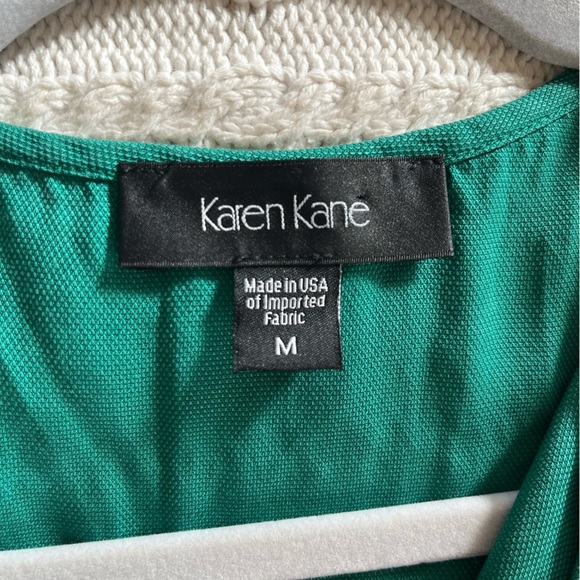 Karen Kane
Made in USA
of Imported
Fabric
M